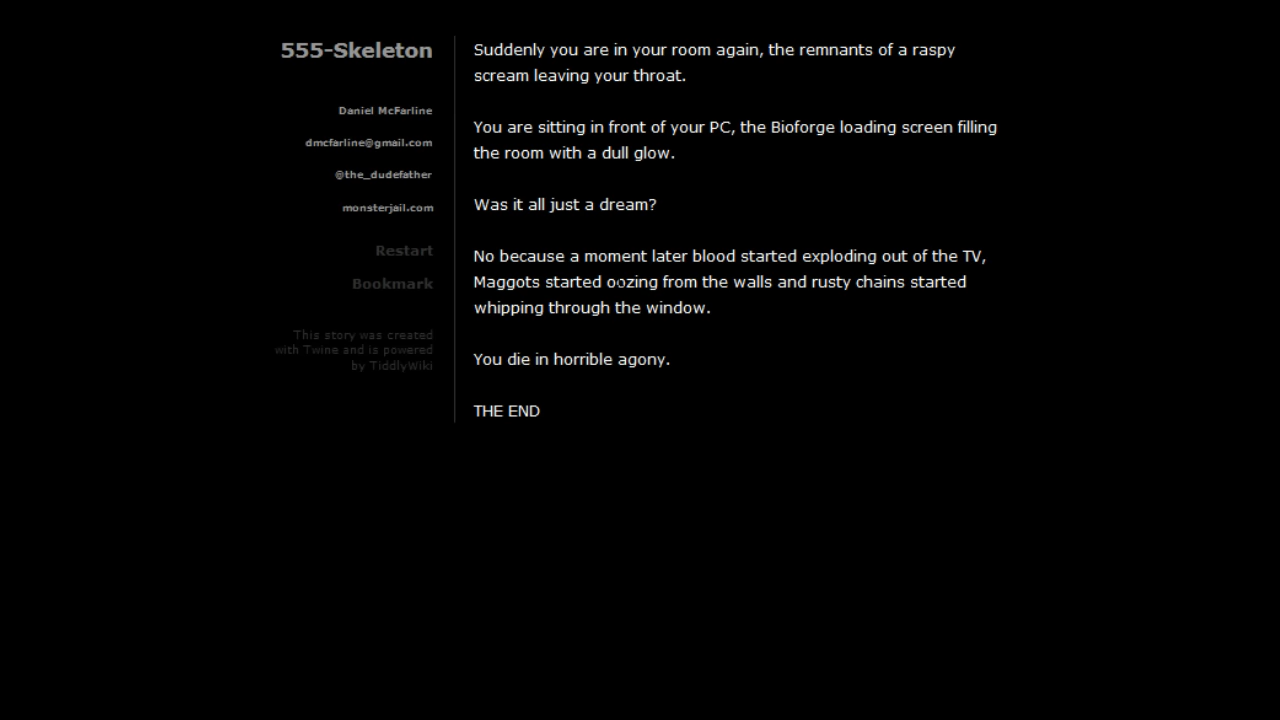 555-Skeleton
Daniel McFarline
dmcfarline@gmail.com
@the_dudefather
monsterjail.com
Restart
Bookmark
This story was created
with Twine and is powered
by TiddlyWiki
Suddenly you are in your room again, the remnants of a raspy
scream leaving your throat.
You are sitting in front of your PC, the Bioforge loading screen filling
the room with a dull glow.
Was it all just a dream?
No because a moment later blood started exploding out of the TV,
Maggots started oozing from the walls and rusty chains started
whipping through the window.
You die in horrible agony.
THE END